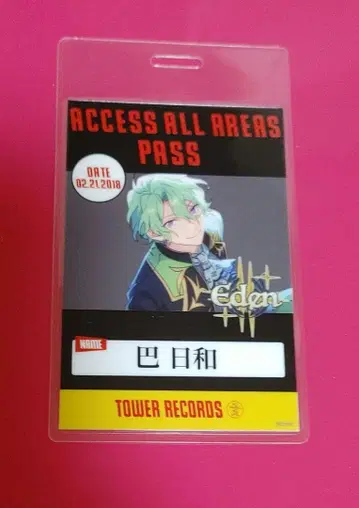 ACCESS ALL AREAS
PASS
DATE
02.21.2018
Eden
NAME
巴 日和
TOWER RECORDS